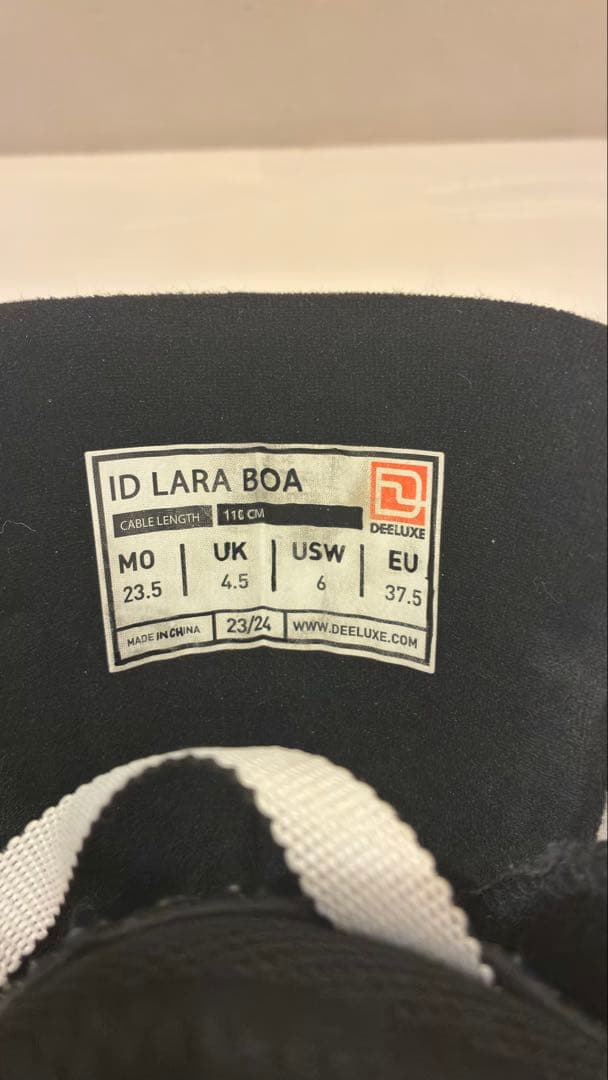 ID LARA BOA
CABLE LENGTH 110 CM
DEELUXE
MO UK USW EU
23.5 4.5 6 37.5
MADE IN CHINA 23/24 WWW.DEELUXE.COM